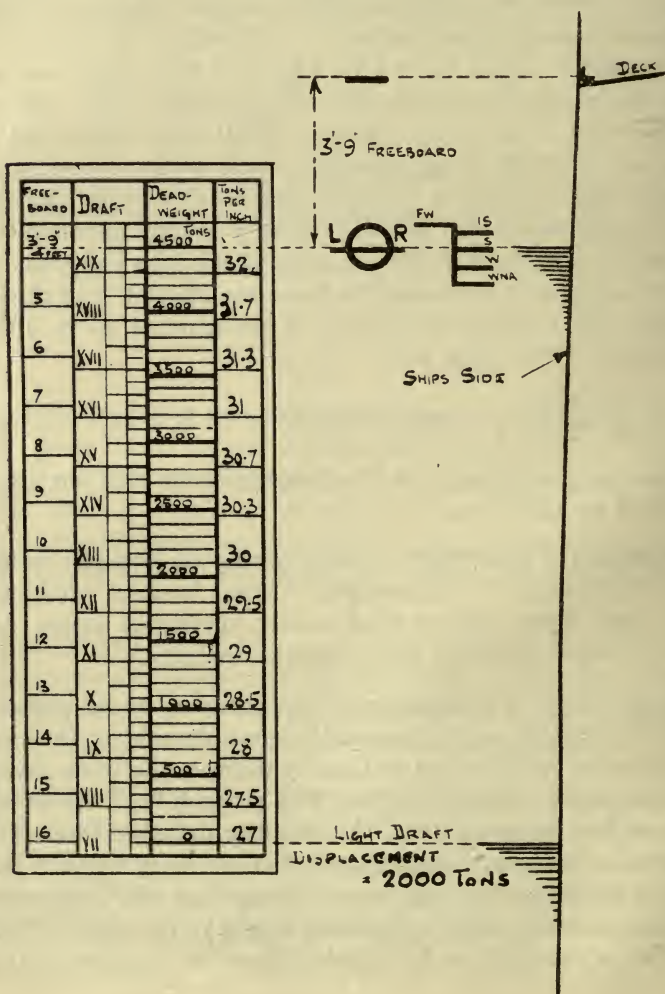 DECK
3'-9" FREEBOARD
FW
IS
L R
S
W
WNA
SHIPS SIDE
LIGHT DRAFT
DISPLACEMENT
= 2000 TONS
FREE-BOARD DRAFT DEAD-WEIGHT TONS PER INCH
3'-9" TONS
4 FEET 4500
XIX 32
5 XVIII 4000 31·7
6 XVII 3500 31·3
7 XVI 31
8 XV 3000 30·7
9 XIV 2500 30·3
10 XIII 30
2000
11 XII 29·5
12 XI 1500 29
13 X 1000 28·5
14 IX 28
500
15 VIII 27·5
16 VII 0 27